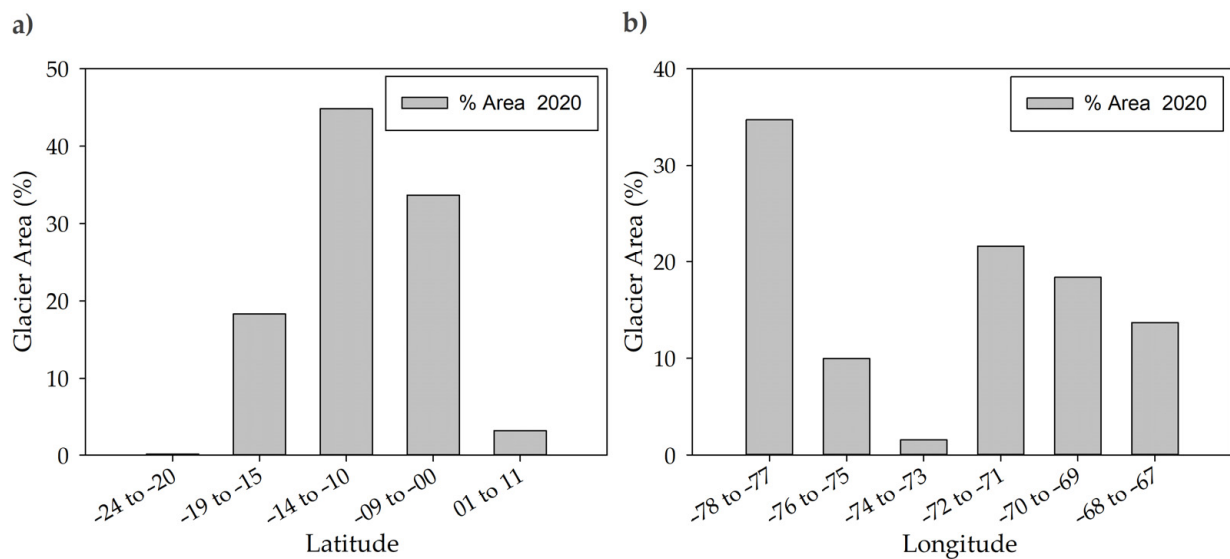 a)
Glacier Area (%)
50
40
30
20
10
0
% Area 2020
-24 to -20
-19 to -15
-14 to -10
-09 to -00
01 to 11
Latitude
b)
Glacier Area (%)
40
30
20
10
0
% Area 2020
-78 to -77
-76 to -75
-74 to -73
-72 to -71
-70 to -69
-68 to -67
Longitude